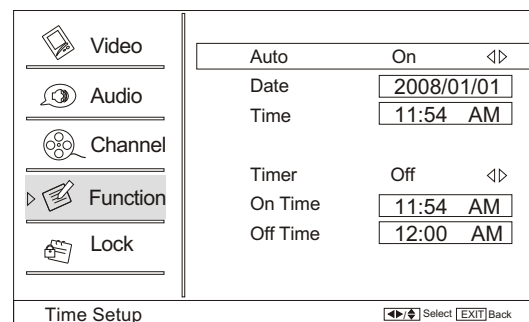 Video
Audio
Channel
Function
Lock
Auto On
Date 2008/01/01
Time 11:54 AM
Timer Off
On Time 11:54 AM
Off Time 12:00 AM
Time Setup Select EXIT Back